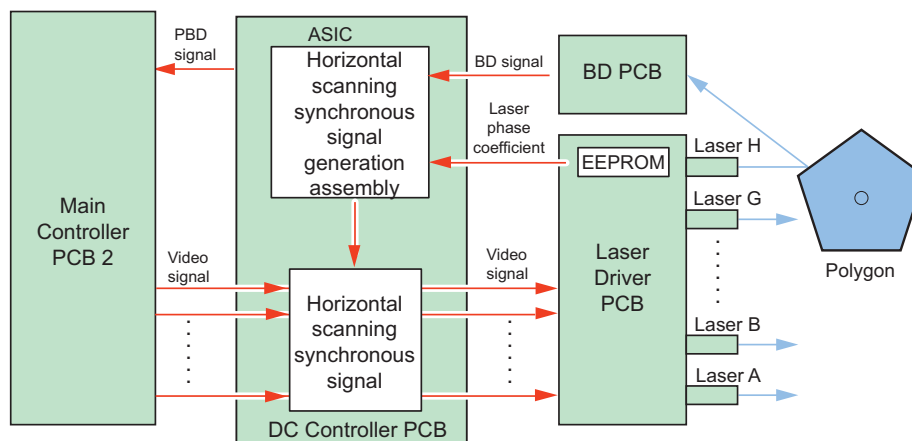 PBD
signal
ASIC
Horizontal
scanning
synchronous
signal
generation
assembly
BD signal
BD PCB
Laser
phase
coefficient
EEPROM
Laser H
Laser G
Polygon
Main
Controller
PCB 2
Video
signal
Horizontal
scanning
synchronous
signal
Video
signal
Laser
Driver
PCB
Laser B
Laser A
DC Controller PCB